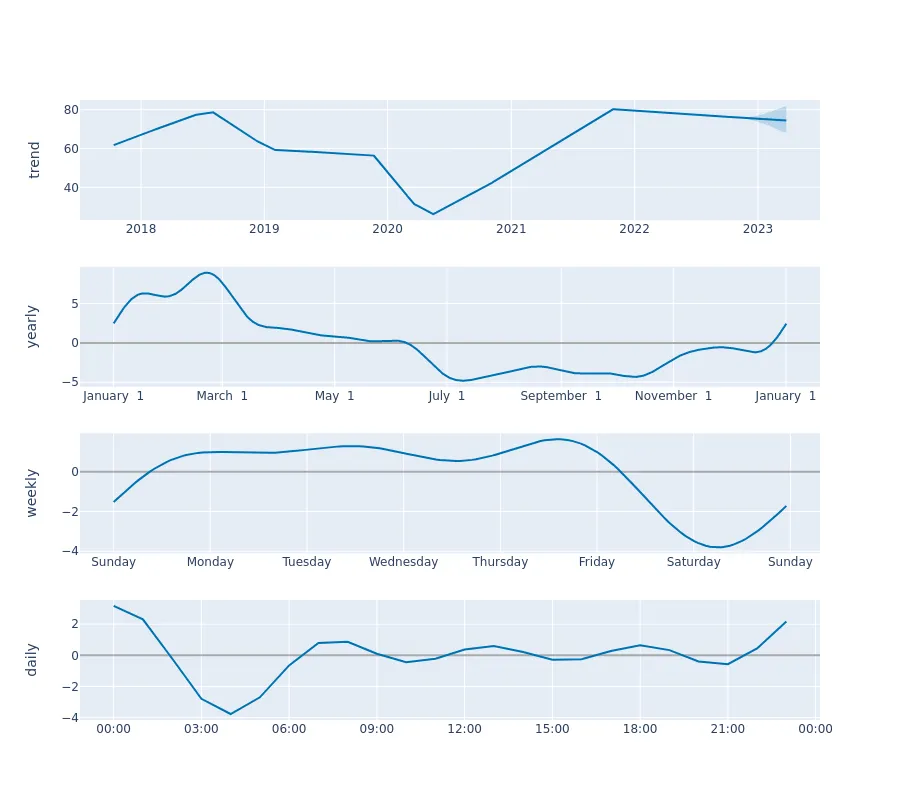 trend
80
60
40
2018 2019 2020 2021 2022 2023
yearly
5
0
−5
January 1 March 1 May 1 July 1 September 1 November 1 January 1
weekly
0
−2
−4
Sunday Monday Tuesday Wednesday Thursday Friday Saturday Sunday
daily
2
0
−2
−4
00:00 03:00 06:00 09:00 12:00 15:00 18:00 21:00 00:00